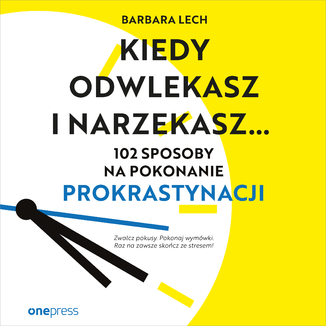 BARBARA LECH
KIEDY
ODWLEKASZ
I NARZEKASZ...
102 SPOSOBY
NA POKONANIE
PROKRASTYNACJI
Zwalcz pokusy. Pokonaj wymówki.
Raz na zawsze skończ ze stresem!
onepress